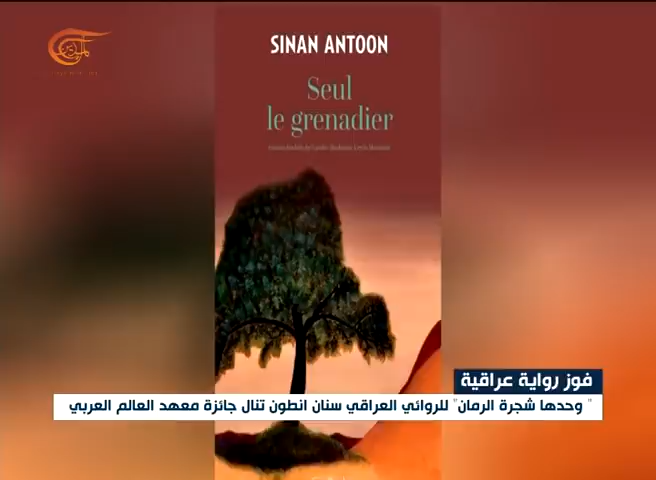 SINAN ANTOON
Seul
le grenadier
فوز رواية عراقية
" وحدها شجرة الرمان" للروائي العراقي سنان انطون تنال جائزة معهد العالم العربي